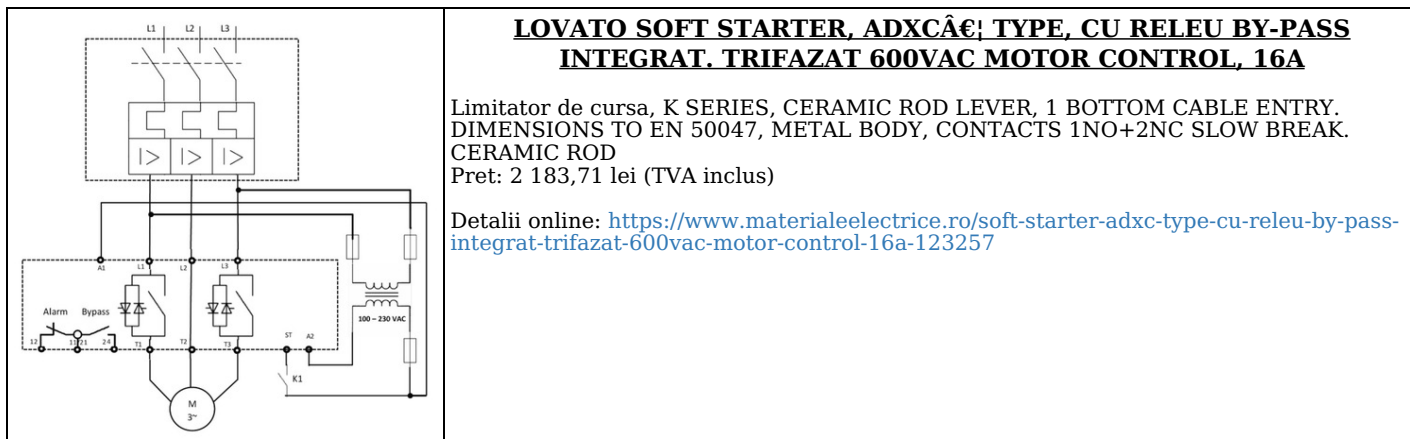 L1 L2 L3
I> I> I>
A1 L1 L2 L3
Alarm Bypass
100 – 230 VAC
12 11 21 24 T1 T2 T3 ST A2
K1
M
3~
LOVATO SOFT STARTER, ADXCÂ€¦ TYPE, CU RELEU BY-PASS
INTEGRAT. TRIFAZAT 600VAC MOTOR CONTROL, 16A
Limitator de cursa, K SERIES, CERAMIC ROD LEVER, 1 BOTTOM CABLE ENTRY.
DIMENSIONS TO EN 50047, METAL BODY, CONTACTS 1NO+2NC SLOW BREAK.
CERAMIC ROD
Pret: 2 183,71 lei (TVA inclus)
Detalii online: https://www.materialeelectrice.ro/soft-starter-adxc-type-cu-releu-by-pass-
integrat-trifazat-600vac-motor-control-16a-123257